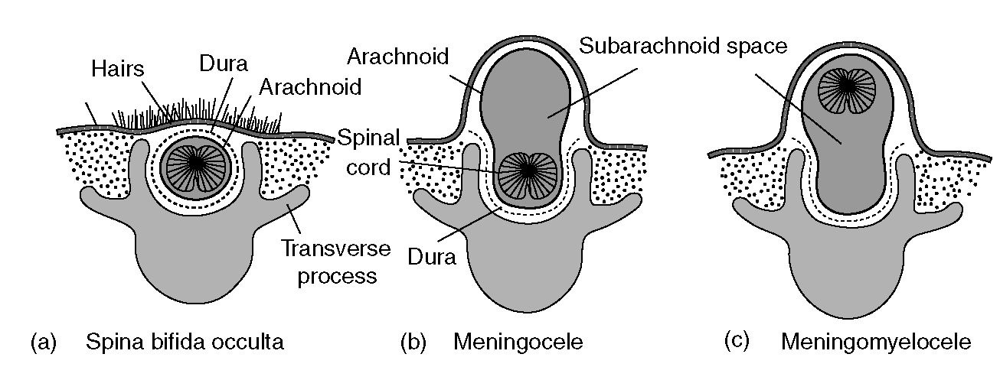 Hairs
Dura
Arachnoid
Arachnoid
Subarachnoid space
Spinal
cord
Transverse
process
Dura
(a) Spina bifida occulta
(b) Meningocele
(c) Meningomyelocele